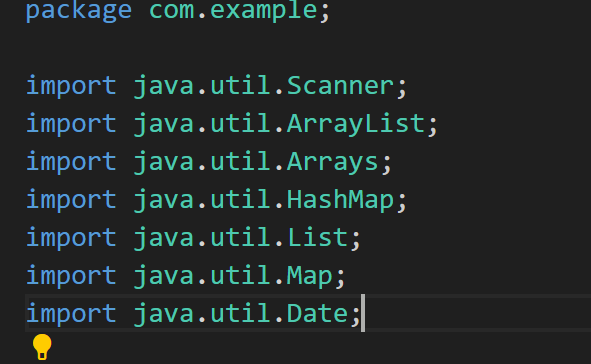 package com.example;
import java.util.Scanner;
import java.util.ArrayList;
import java.util.Arrays;
import java.util.HashMap;
import java.util.List;
import java.util.Map;
import java.util.Date;